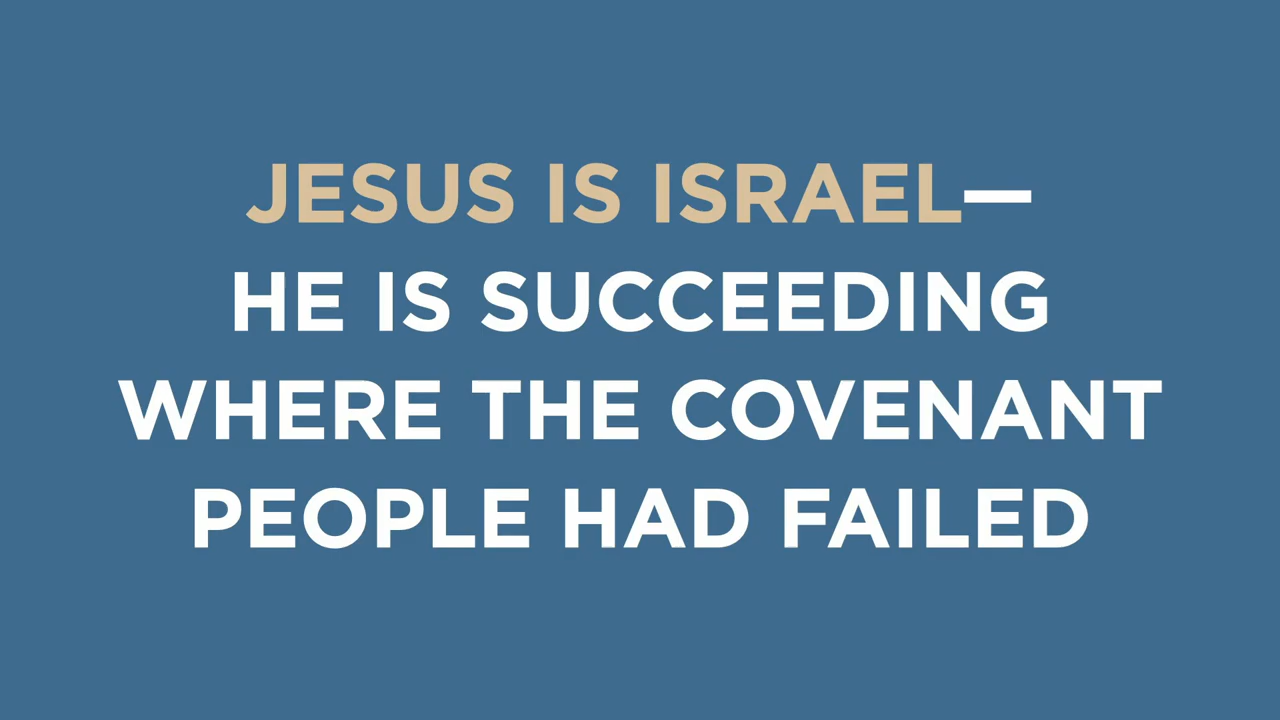 JESUS IS ISRAEL—
HE IS SUCCEEDING
WHERE THE COVENANT
PEOPLE HAD FAILED